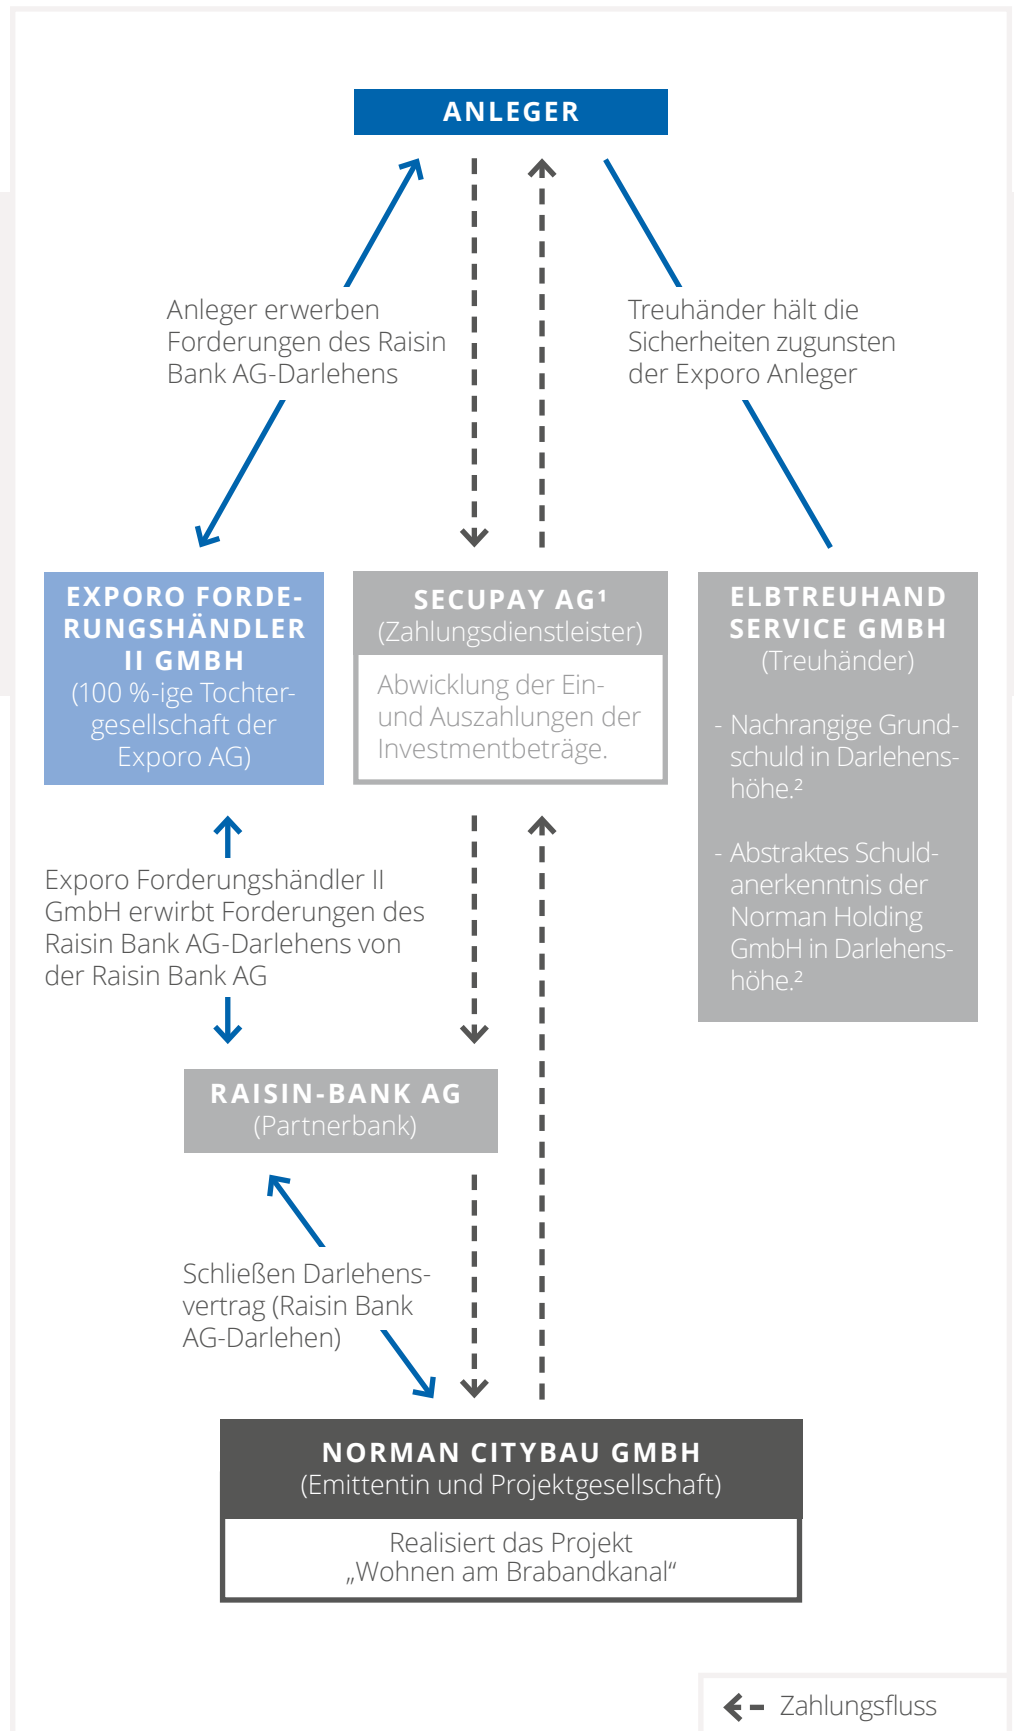 ANLEGER
Anleger erwerben
Forderungen des Raisin
Bank AG-Darlehens
Treuhänder hält die
Sicherheiten zugunsten
der Exporo Anleger
EXPORO FORDE-
RUNGSHÄNDLER
II GMBH
(100 %-ige Tochter-
gesellschaft der
Exporo AG)
SECUPAY AG¹
(Zahlungsdienstleister)
Abwicklung der Ein-
und Auszahlungen der
Investmentbeträge.
ELBTREUHAND
SERVICE GMBH
(Treuhänder)
- Nachrangige Grund-
schuld in Darlehens-
höhe.²
- Abstraktes Schuld-
anerkenntnis der
Norman Holding
GmbH in Darlehens-
höhe.²
Exporo Forderungshändler II
GmbH erwirbt Forderungen des
Raisin Bank AG-Darlehens von
der Raisin Bank AG
RAISIN-BANK AG
(Partnerbank)
Schließen Darlehens-
vertrag (Raisin Bank
AG-Darlehen)
NORMAN CITYBAU GMBH
(Emittentin und Projektgesellschaft)
Realisiert das Projekt
„Wohnen am Brabandkanal“
Zahlungsfluss